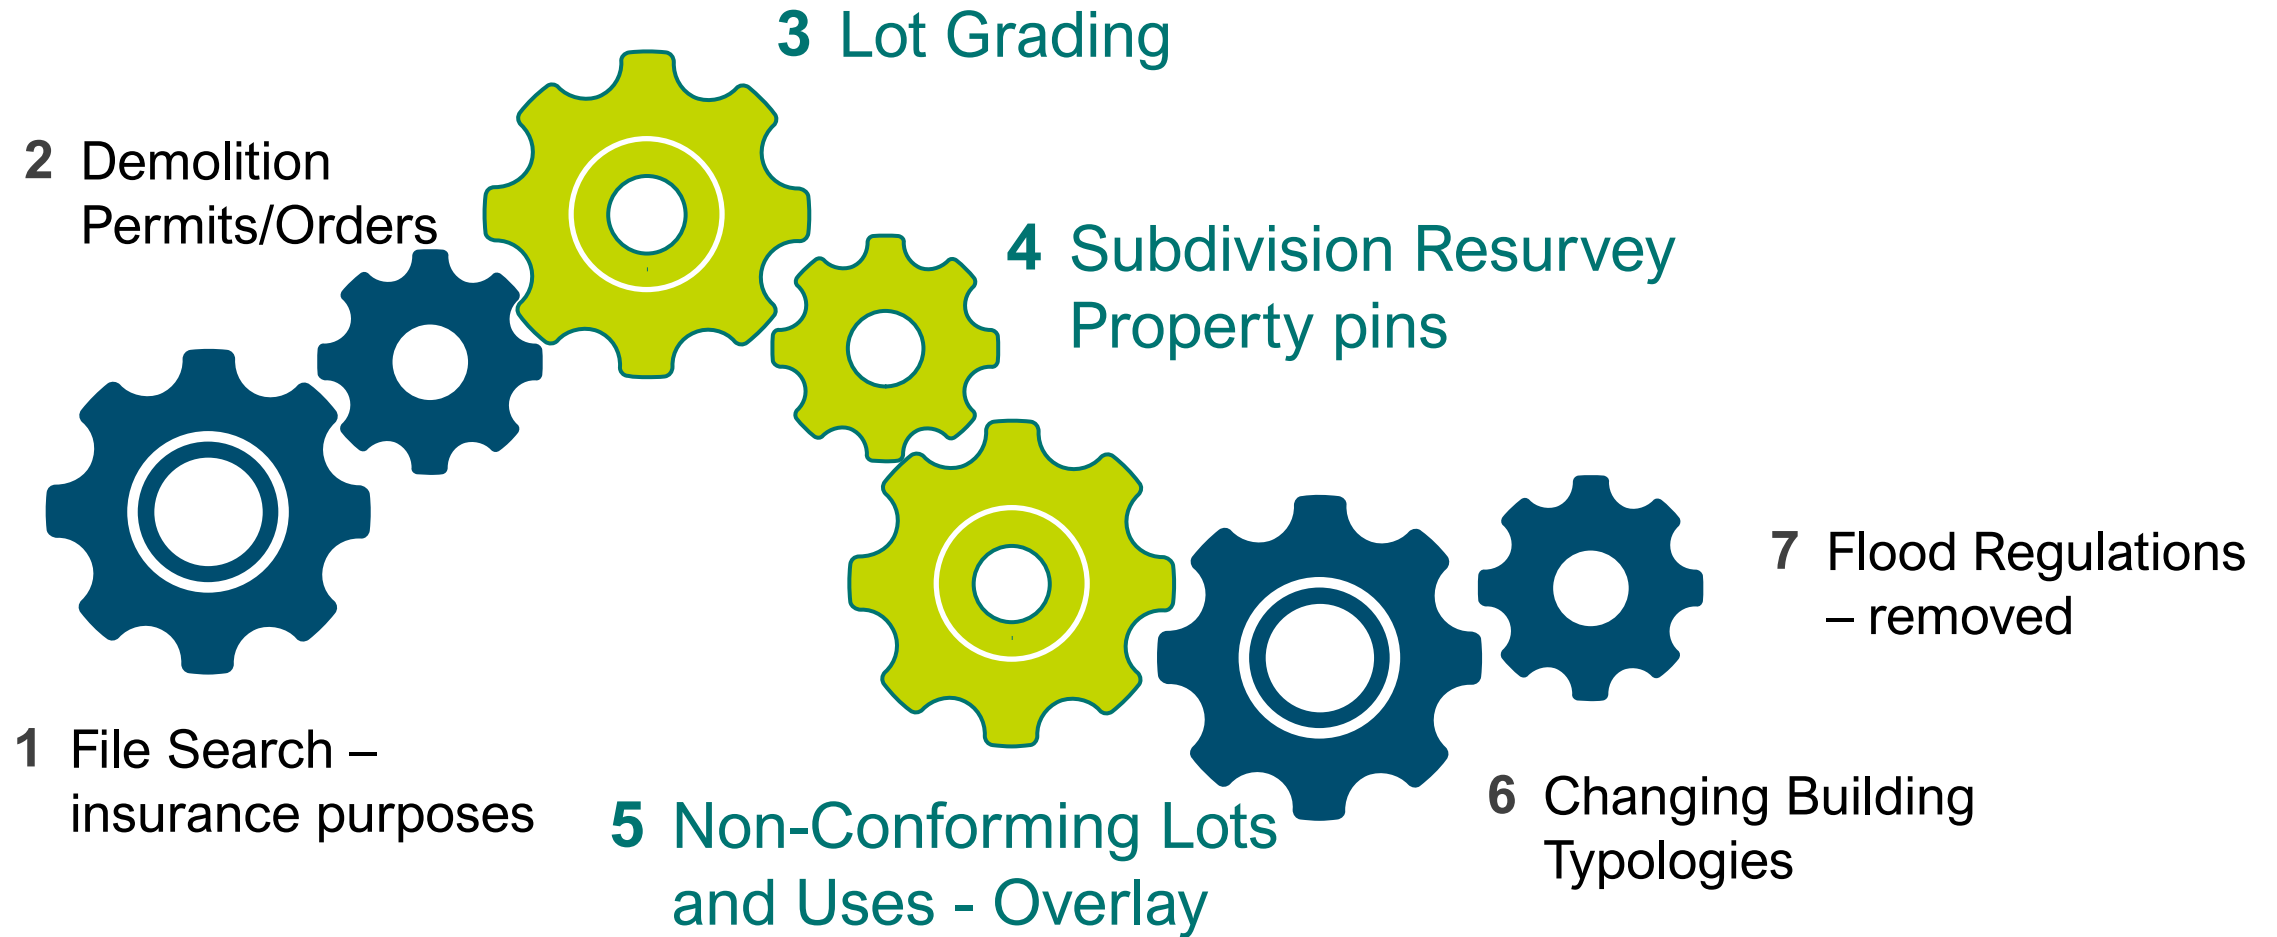 3 Lot Grading
2 Demolition
Permits/Orders
4 Subdivision Resurvey
Property pins
7 Flood Regulations
– removed
1 File Search –
insurance purposes
5 Non-Conforming Lots
and Uses - Overlay
6 Changing Building
Typologies